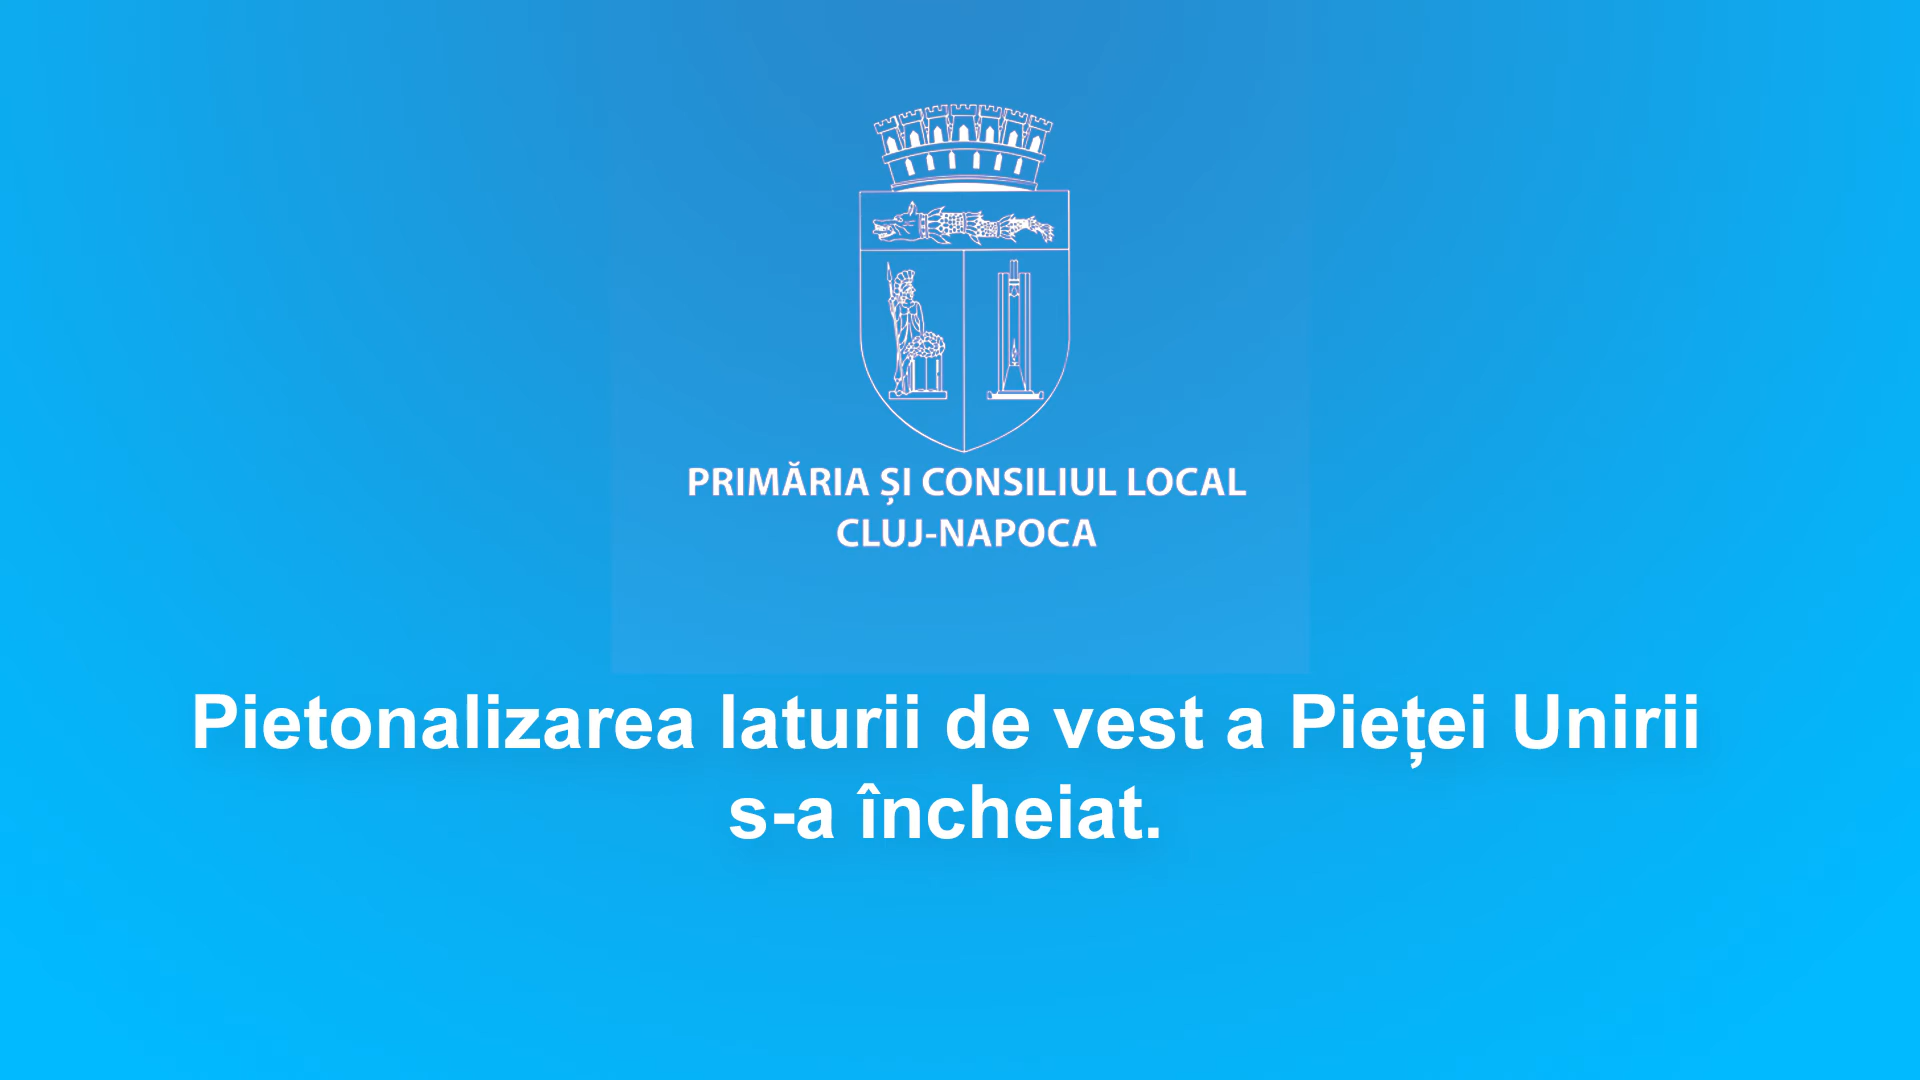 PRIMĂRIA ȘI CONSILIUL LOCAL
CLUJ-NAPOCA
Pietonalizarea laturii de vest a Pieței Unirii
s-a încheiat.